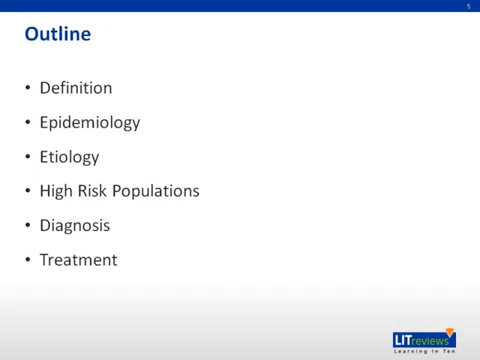 5
Outline
• Definition
• Epidemiology
• Etiology
• High Risk Populations
• Diagnosis
• Treatment
LITreviews
Learning in Ten